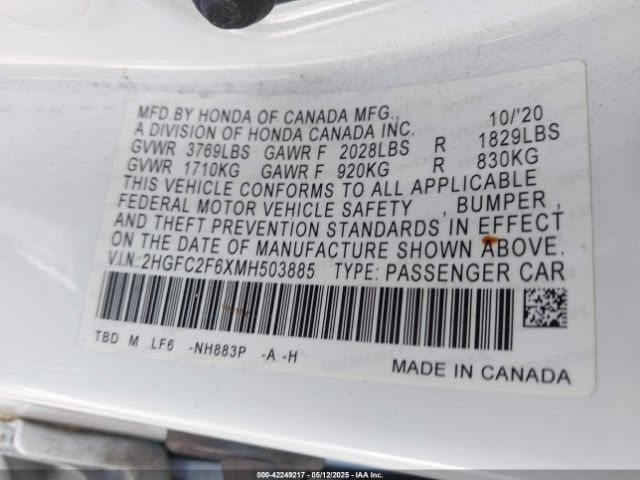 MFD.BY HONDA OF CANADA MFG., 10/'20
A DIVISION OF HONDA CANADA INC.
GVWR 3769LBS GAWR F 2028LBS R 1829LBS
GVWR 1710KG GAWR F 920KG R 830KG
THIS VEHICLE CONFORMS TO ALL APPLICABLE
FEDERAL MOTOR VEHICLE SAFETY , BUMPER,
AND THEFT PREVENTION STANDARDS IN EFFECT
ON THE DATE OF MANUFACTURE SHOWN ABOVE.
V.I.N.:2HGFC2F6XMH503885 TYPE: PASSENGER CAR
TBD M LF6 -NH883P -A -H
MADE IN CANADA
000-42249217 - 05/12/2025 - IAAI.COM